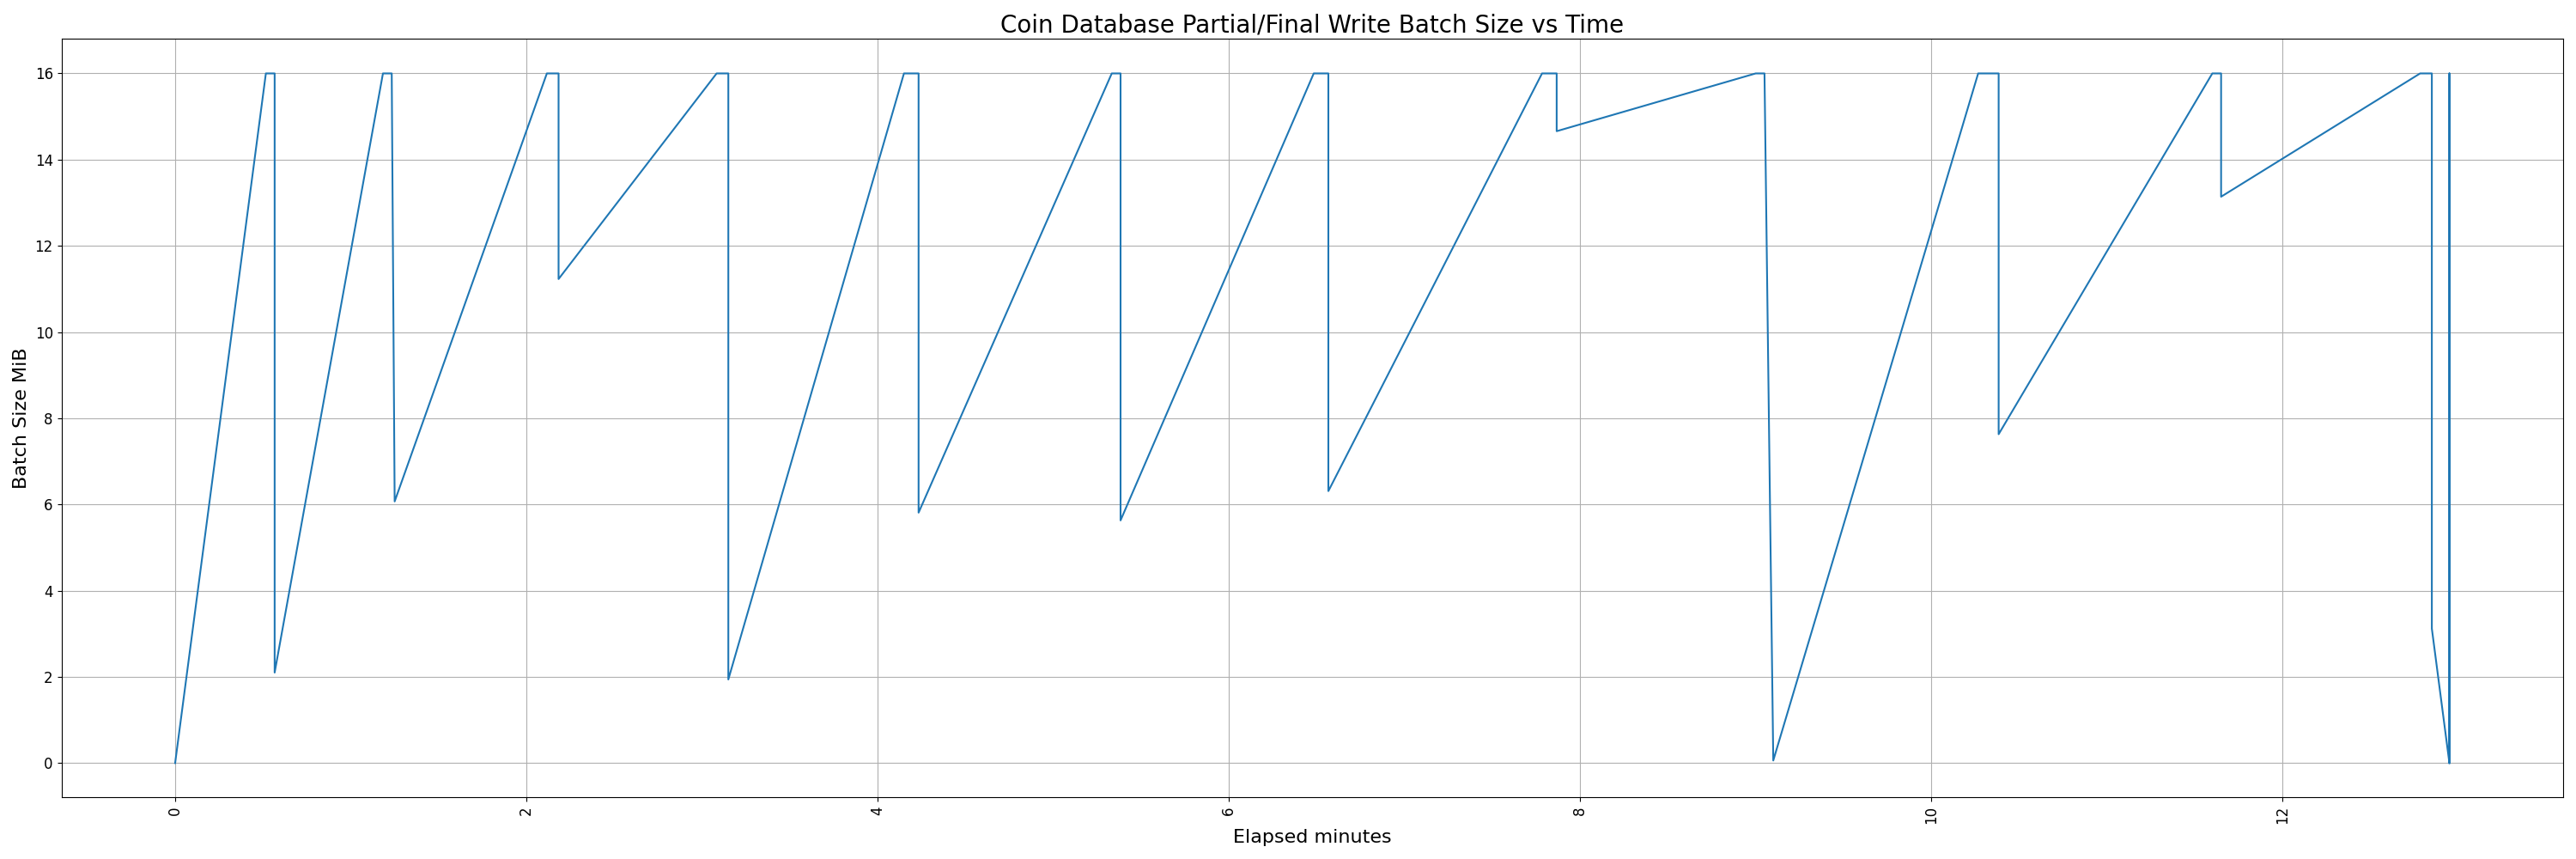 Coin Database Partial/Final Write Batch Size vs Time
Batch Size MiB
16
14
12
10
8
6
4
2
0
0 2 4 6 8 10 12
Elapsed minutes